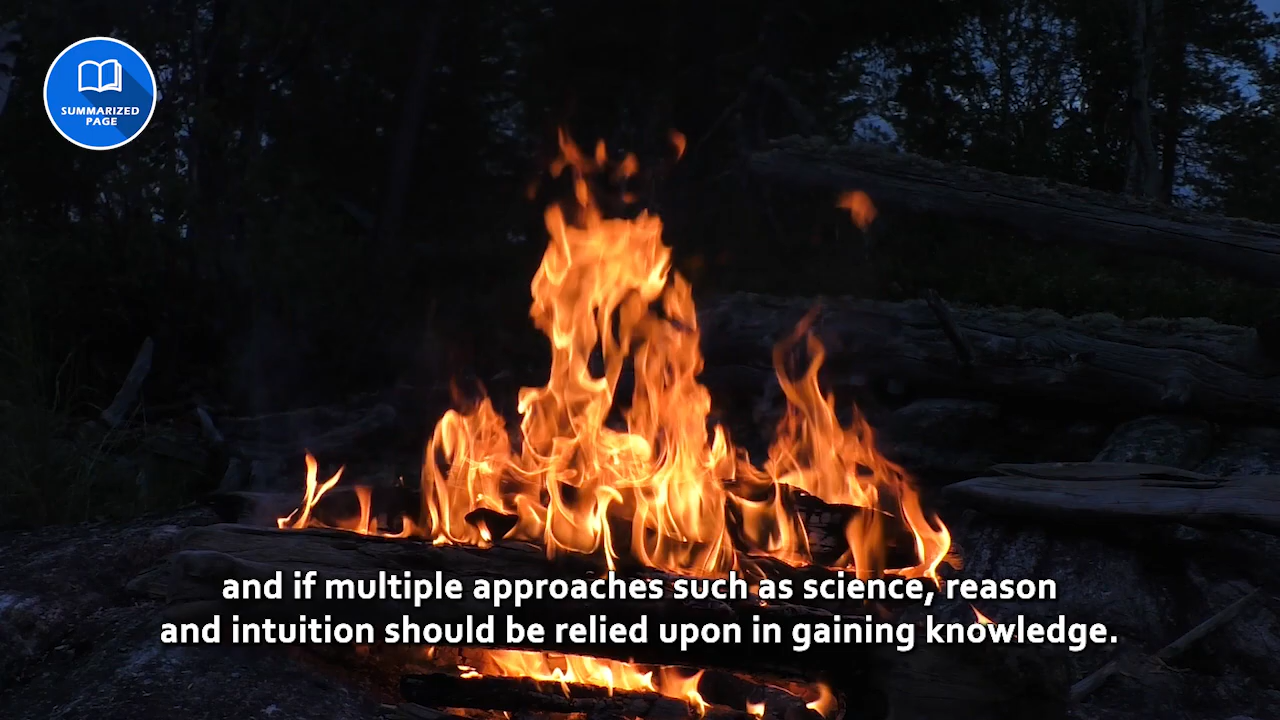 SUMMARIZED
PAGE
and if multiple approaches such as science, reason
and intuition should be relied upon in gaining knowledge.